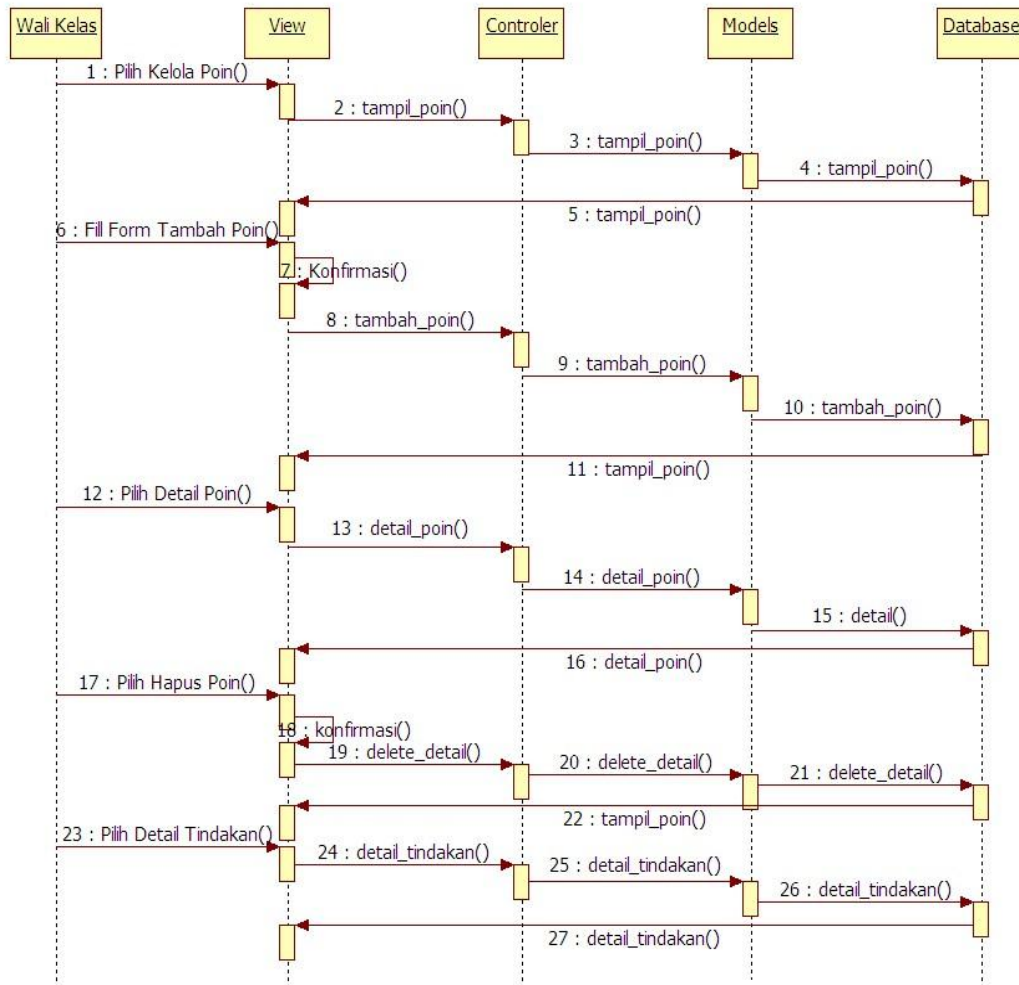 Wali Kelas
View
Controler
Models
Database
1 : Pilih Kelola Poin()
2 : tampil_poin()
3 : tampil_poin()
4 : tampil_poin()
5 : tampil_poin()
6 : Fill Form Tambah Poin()
7 : Konfirmasi()
8 : tambah_poin()
9 : tambah_poin()
10 : tambah_poin()
11 : tampil_poin()
12 : Pilih Detail Poin()
13 : detail_poin()
14 : detail_poin()
15 : detail()
16 : detail_poin()
17 : Pilih Hapus Poin()
18 : konfirmasi()
19 : delete_detail()
20 : delete_detail()
21 : delete_detail()
22 : tampil_poin()
23 : Pilih Detail Tindakan()
24 : detail_tindakan()
25 : detail_tindakan()
26 : detail_tindakan()
27 : detail_tindakan()